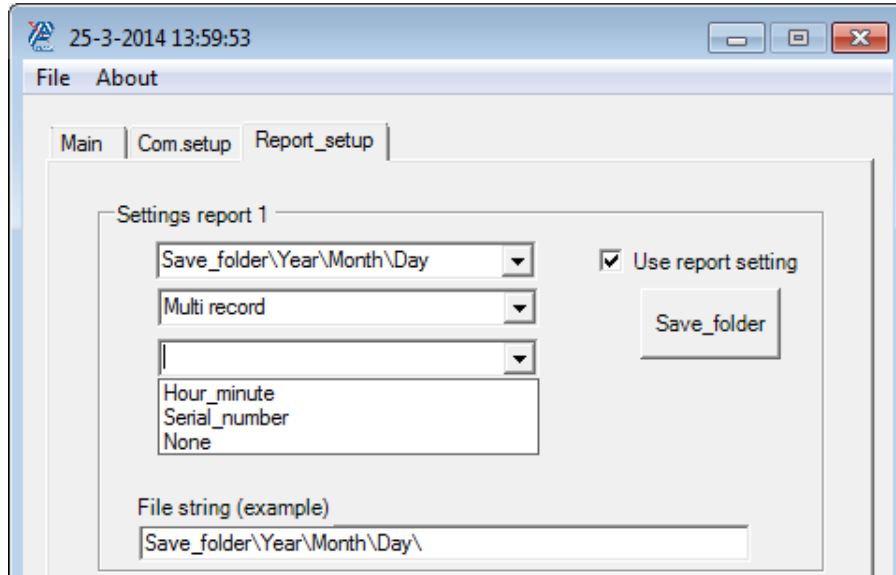 25-3-2014 13:59:53
File About
Main Com.setup Report_setup
Settings report 1
Save_folder\Year\Month\Day
Use report setting
Multi record
Save_folder
Hour_minute
Serial_number
None
File string (example)
Save_folder\Year\Month\Day\